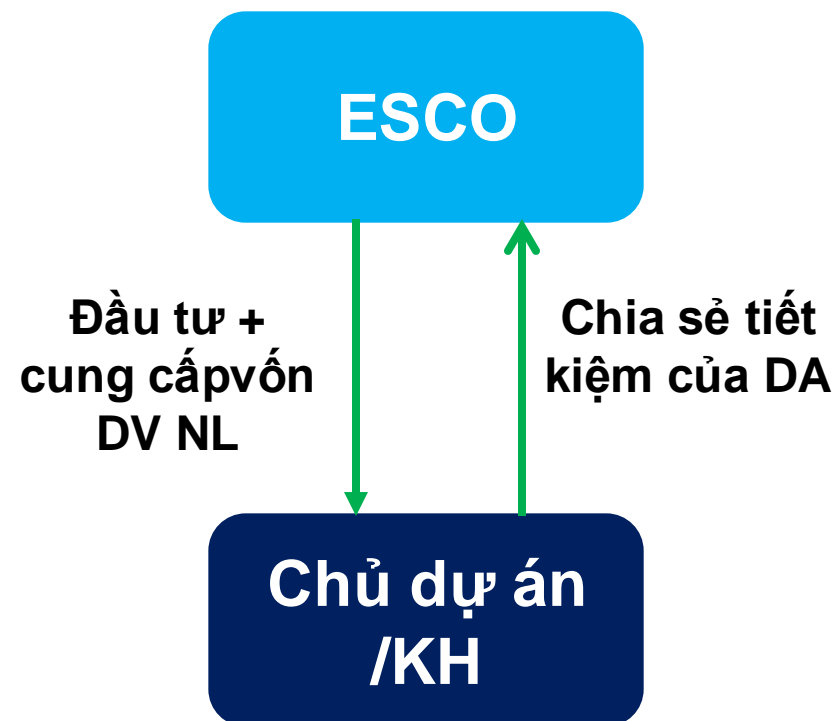 ESCO
Đầu tư +
cung cấpvốn
DV NL
Chia sẻ tiết
kiệm của DA
Chủ dự án
/KH